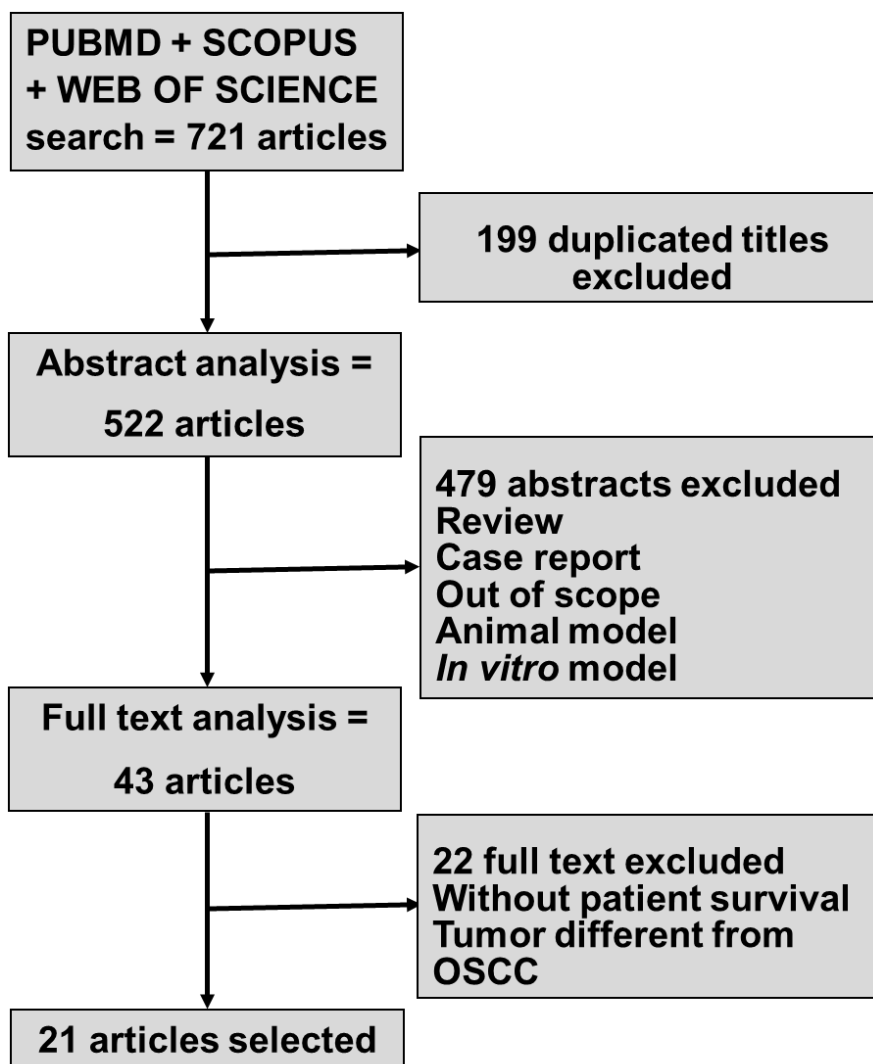 PUBMD + SCOPUS
+ WEB OF SCIENCE
search = 721 articles
199 duplicated titles
excluded
Abstract analysis =
522 articles
479 abstracts excluded
Review
Case report
Out of scope
Animal model
In vitro model
Full text analysis =
43 articles
22 full text excluded
Without patient survival
Tumor different from
OSCC
21 articles selected